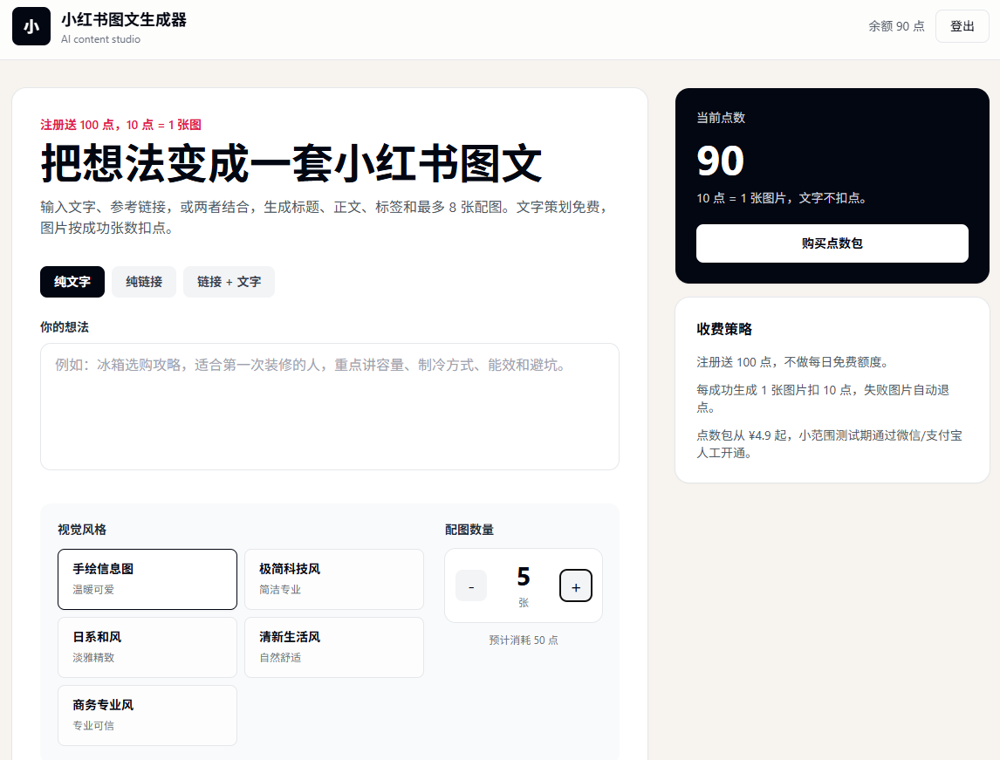 小
小红书图文生成器
AI content studio
余额 90 点
登出
注册送 100 点，10 点 = 1 张图
把想法变成一套小红书图文
输入文字、参考链接，或两者结合，生成标题、正文、标签和最多 8 张配图。文字策划免费，
图片按成功张数扣点。
纯文字
纯链接
链接 + 文字
你的想法
例如：冰箱选购攻略，适合第一次装修的人，重点讲容量、制冷方式、能效和避坑。
视觉风格
手绘信息图
温暖可爱
极简科技风
简洁专业
日系和风
淡雅精致
清新生活风
自然舒适
商务专业风
专业可信
配图数量
-
5
张
+
预计消耗 50 点
当前点数
90
10 点 = 1 张图片，文字不扣点。
购买点数包
收费策略
注册送 100 点，不做每日免费额度。
每成功生成 1 张图片扣 10 点，失败图片自动退
点。
点数包从 ¥4.9 起，小范围测试期通过微信/支付宝
人工开通。